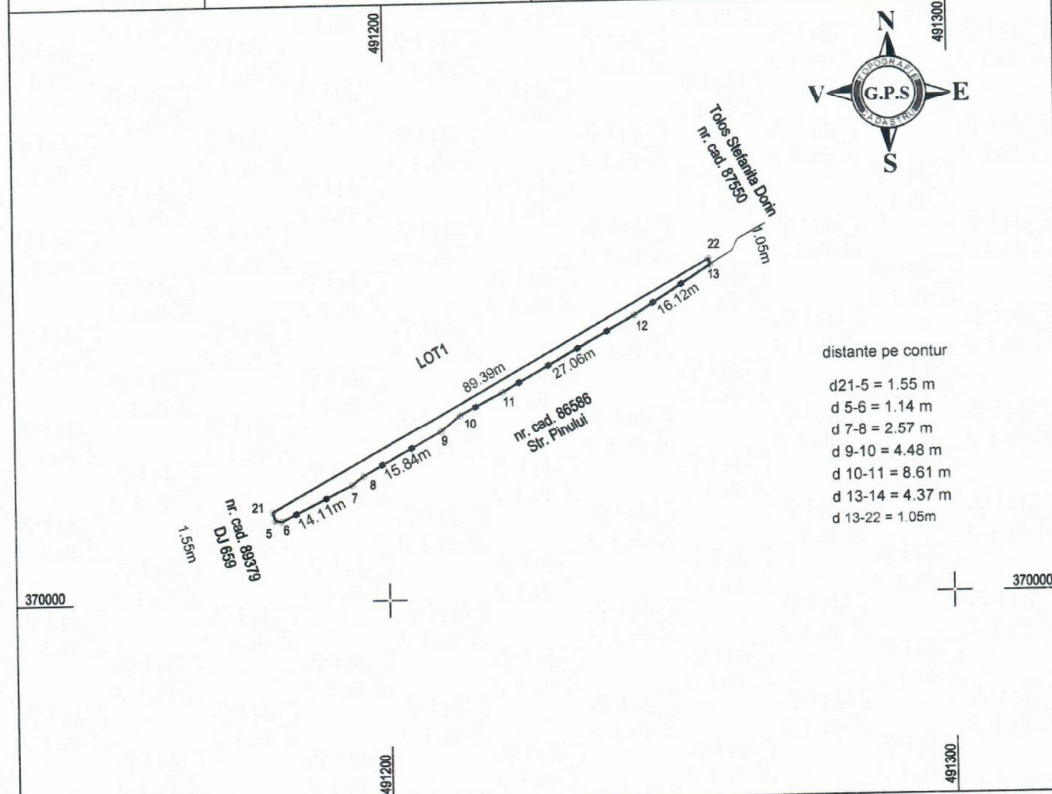 491200
491300
N
TOPOGRAFIE
V
G.P.S
E
CADASTRU
S
Tolos Stefanita Dorin
nr. cad. 87550
1.05m
22
13
16.12m
12
27.06m
LOT1
89.39m
11
nr. cad. 86586
Str. Pinului
10
9
15.84m
8
7
14.11m
21
5
6
nr. cad. 89379
DJ 659
1.55m
distante pe contur
d21-5 = 1.55 m
d 5-6 = 1.14 m
d 7-8 = 2.57 m
d 9-10 = 4.48 m
d 10-11 = 8.61 m
d 13-14 = 4.37 m
d 13-22 = 1.05m
370000
370000
491200
491300